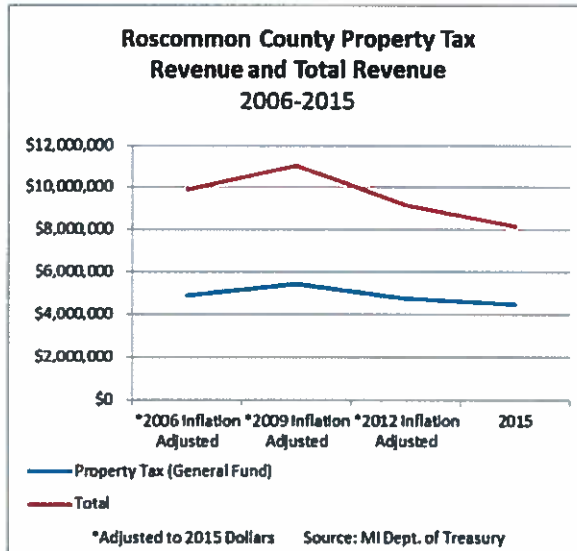 Roscommon County Property Tax
Revenue and Total Revenue
2006-2015
$12,000,000
$10,000,000
$8,000,000
$6,000,000
$4,000,000
$2,000,000
$0
*2006 Inflation Adjusted
*2009 Inflation Adjusted
*2012 Inflation Adjusted
2015
Property Tax (General Fund)
Total
*Adjusted to 2015 Dollars Source: MI Dept. of Treasury